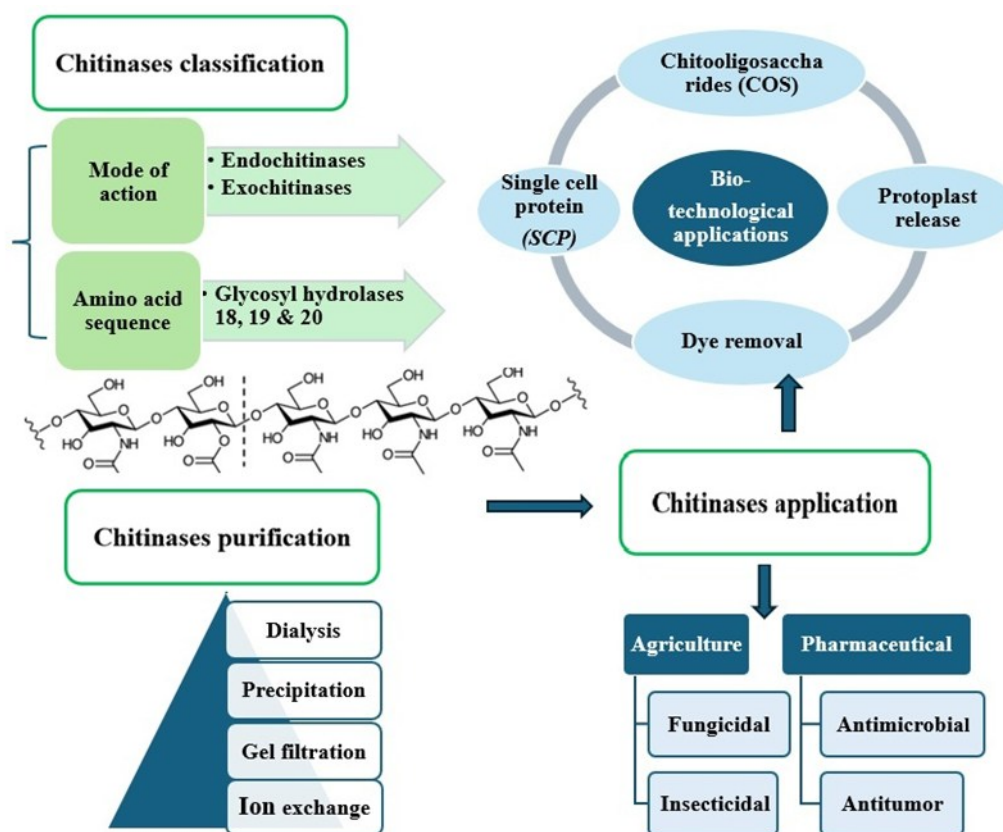 Chitinases classification
Mode of
action
• Endochitinases
• Exochitinases
Amino acid
sequence
• Glycosyl hydrolases
18, 19 & 20
Chitooligosaccha
rides (COS)
Single cell
protein
(SCP)
Bio-
technological
applications
Protoplast
release
Dye removal
OH
OH
OH
OH
OH
O
O
O
O
O
O
O
O
O
O
O
HO
NH
O
HO
O
O
HO
NH
O
HO
NH
O
HO
NH
O
Chitinases purification
Dialysis
Precipitation
Gel filtration
Ion exchange
Chitinases application
Agriculture
Fungicidal
Insecticidal
Pharmaceutical
Antimicrobial
Antitumor